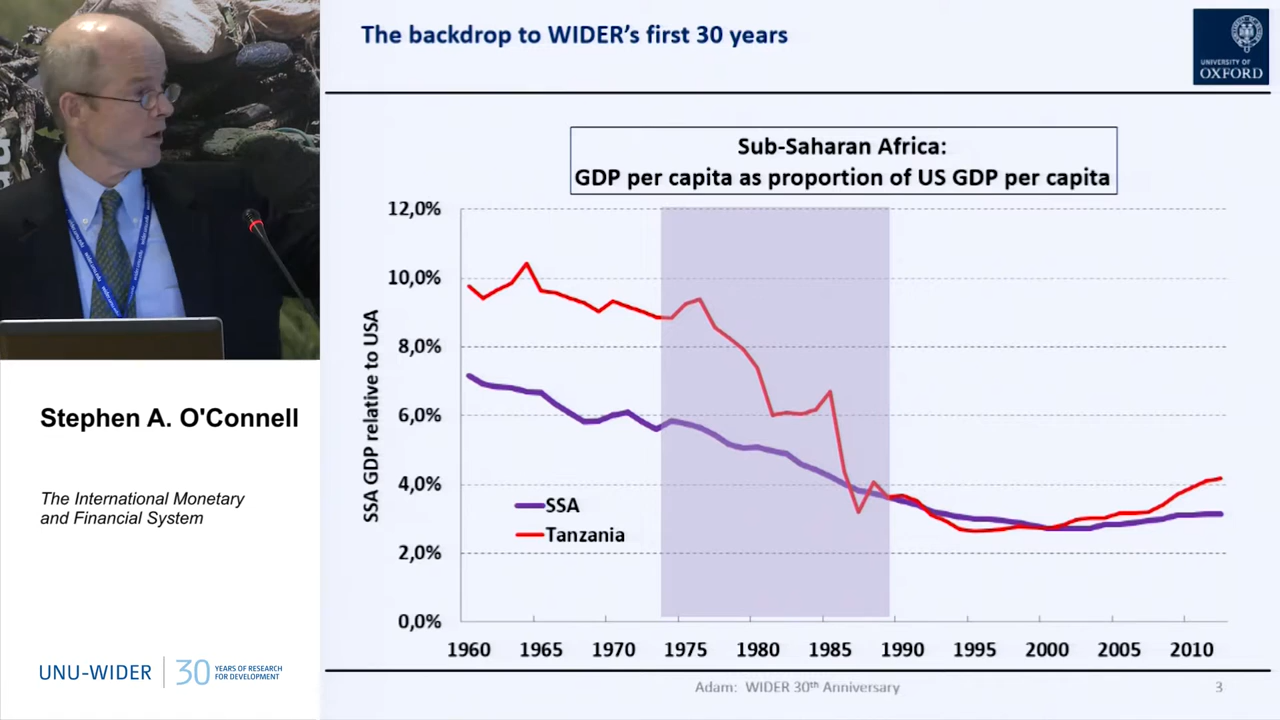 The backdrop to WIDER's first 30 years
UNIVERSITY OF
OXFORD
Sub-Saharan Africa:
GDP per capita as proportion of US GDP per capita
SSA GDP relative to USA
12,0%
10,0%
8,0%
6,0%
4,0%
2,0%
0,0%
SSA
Tanzania
1960 1965 1970 1975 1980 1985 1990 1995 2000 2005 2010
Adam: WIDER 30th Anniversary
3
Stephen A. O'Connell
The International Monetary
and Financial System
UNU-WIDER
30 YEARS OF RESEARCH
FOR DEVELOPMENT